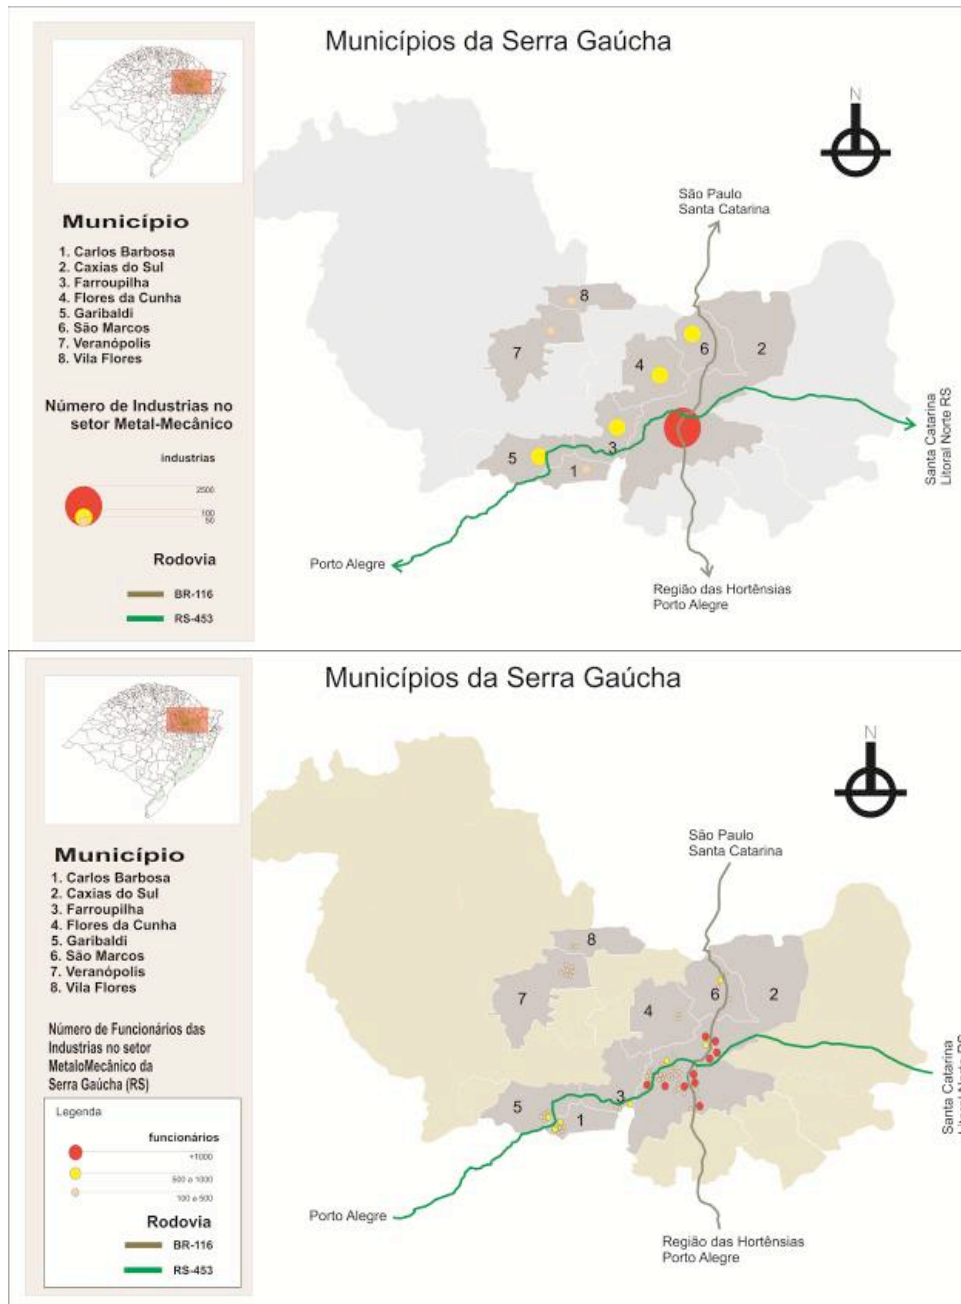 Municípios da Serra Gaúcha
N
São Paulo
Santa Catarina
Município
1. Carlos Barbosa
2. Caxias do Sul
3. Farroupilha
4. Flores da Cunha
5. Garibaldi
6. São Marcos
7. Veranópolis
8. Vila Flores
8
7
4
6
2
3
5
1
Número de Industrias no
setor Metal-Mecânico
industrias
2500
100
50
Rodovia
BR-116
RS-453
Santa Catarina
Litoral Norte RS
Porto Alegre
Região das Hortênsias
Porto Alegre
Municípios da Serra Gaúcha
N
São Paulo
Santa Catarina
Município
1. Carlos Barbosa
2. Caxias do Sul
3. Farroupilha
4. Flores da Cunha
5. Garibaldi
6. São Marcos
7. Veranópolis
8. Vila Flores
8
7
4
6
2
3
5
1
Número de Funcionários das
Industrias no setor
MetaloMecânico da
Serra Gaúcha (RS)
Legenda
funcionários
+1000
500 a 1000
100 a 500
Rodovia
BR-116
RS-453
Santa Catarina
Litoral Norte RS
Porto Alegre
Região das Hortênsias
Porto Alegre